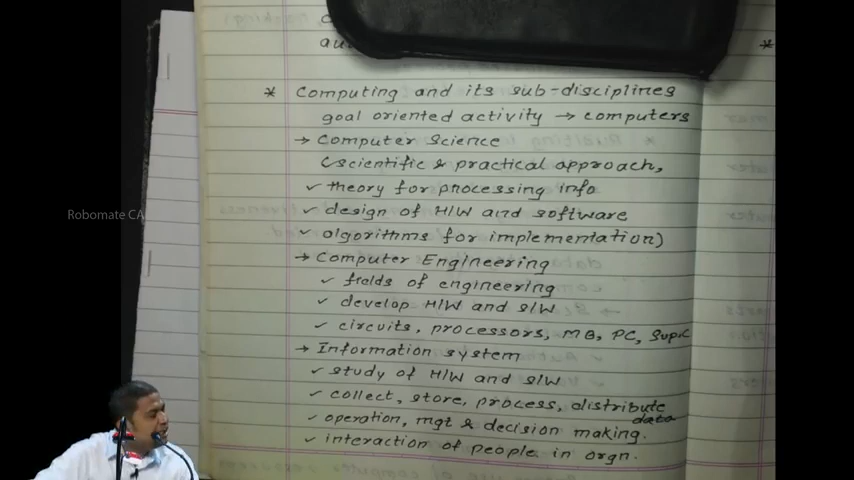 au
* *
* Computing and its sub-disciplines
goal oriented activity → computers
→ Computer Science
(scientific & practical approach,
✓ theory for processing info
✓ design of H/W and software
✓ algorithms for implementation)
→ Computer Engineering
✓ fields of engineering
✓ develop H/W and S/W
✓ circuits, processors, MB, PC, SupC
→ Information system
✓ study of H/W and S/W
✓ collect, store, process, distribute
data
✓ operation, mgt & decision making.
✓ interaction of people in orgn.
Robomate CA